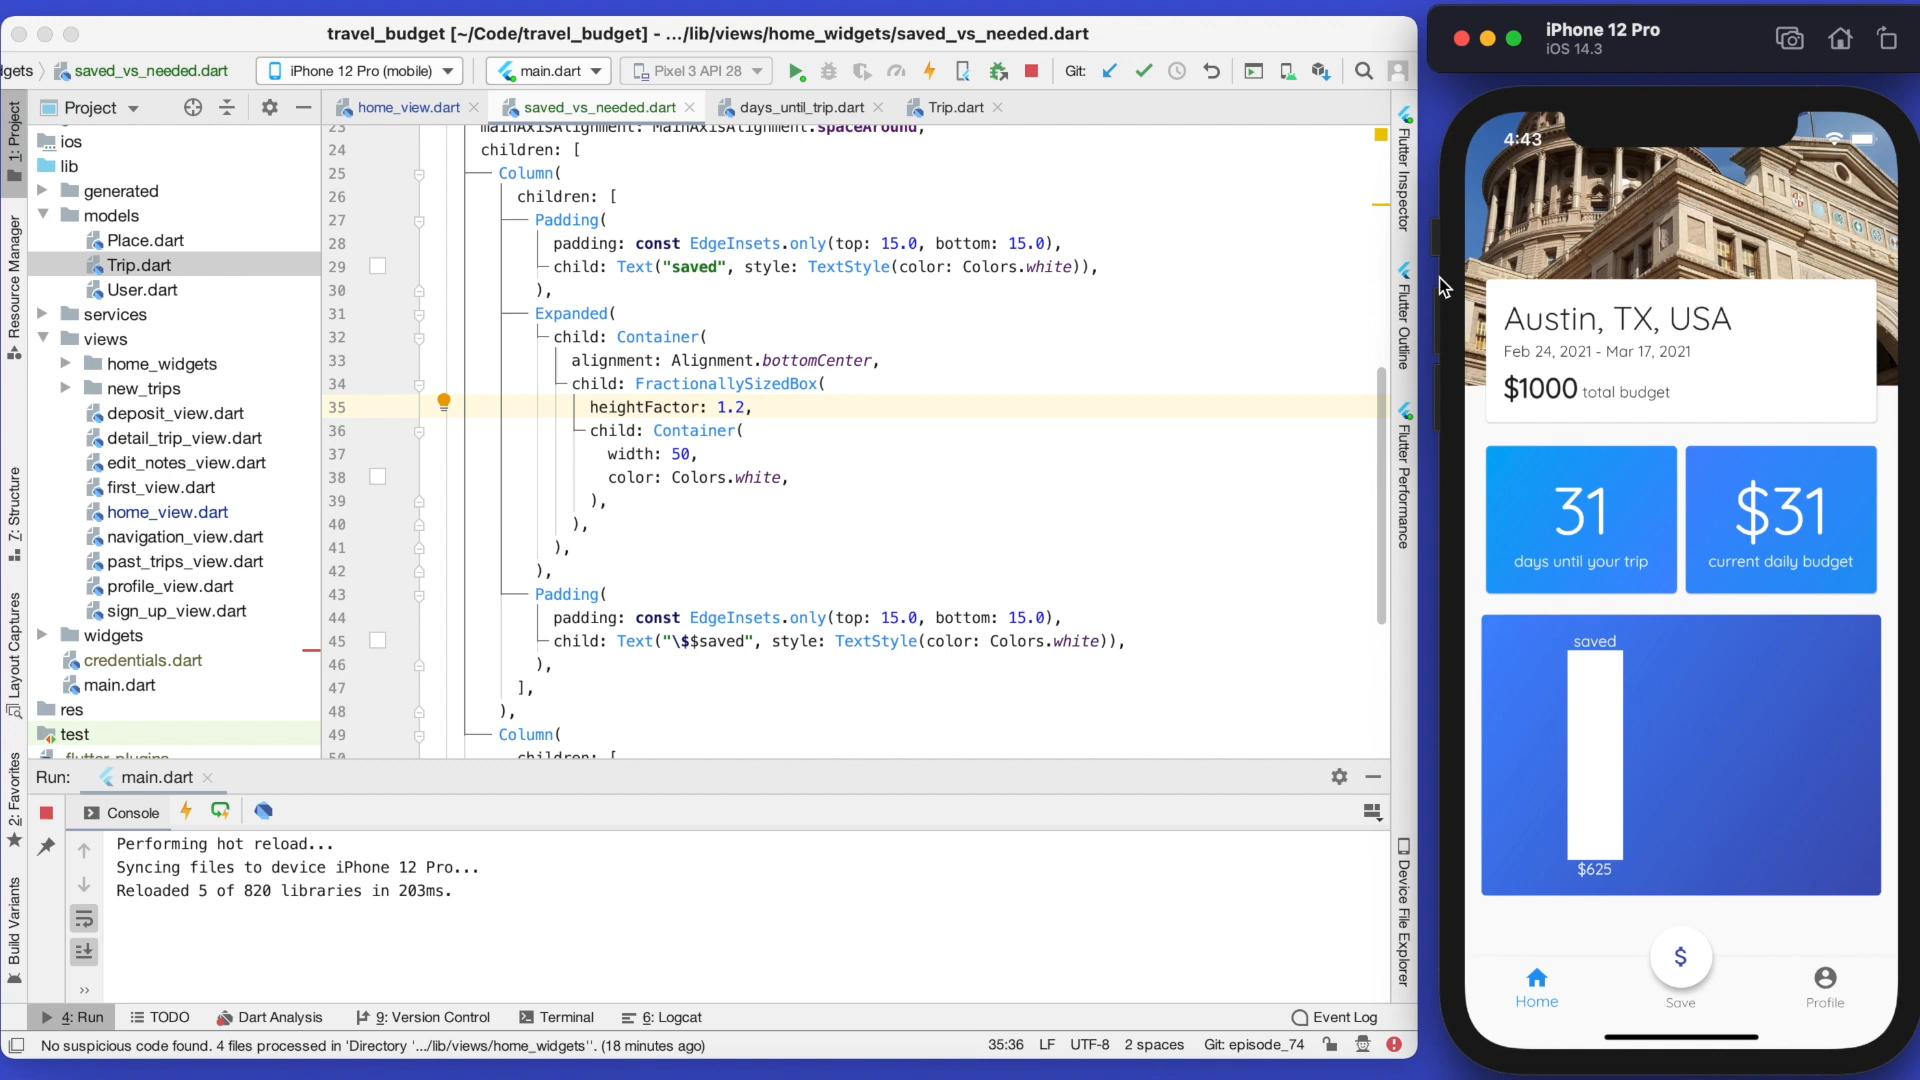 travel_budget [~/Code/travel_budget] - .../lib/views/home_widgets/saved_vs_needed.dart
dgets
saved_vs_needed.dart
iPhone 12 Pro (mobile)
main.dart
Pixel 3 API 28
Git:
Project
home_view.dart
saved_vs_needed.dart
days_until_trip.dart
Trip.dart
1: Project
Resource Manager
7: Structure
Layout Captures
2: Favorites
Build Variants
ios
lib
generated
models
Place.dart
Trip.dart
User.dart
services
views
home_widgets
new_trips
deposit_view.dart
detail_trip_view.dart
edit_notes_view.dart
first_view.dart
home_view.dart
navigation_view.dart
past_trips_view.dart
profile_view.dart
sign_up_view.dart
widgets
credentials.dart
main.dart
res
test
.flutter-plugins
23 mainAxisAlignment: MainAxisAlignment.spaceAround,
24 children: [
25 Column(
26 children: [
27 Padding(
28 padding: const EdgeInsets.only(top: 15.0, bottom: 15.0),
29 child: Text("saved", style: TextStyle(color: Colors.white)),
30 ),
31 Expanded(
32 child: Container(
33 alignment: Alignment.bottomCenter,
34 child: FractionallySizedBox(
35 heightFactor: 1.2,
36 child: Container(
37 width: 50,
38 color: Colors.white,
39 ),
40 ),
41 ),
42 ),
43 Padding(
44 padding: const EdgeInsets.only(top: 15.0, bottom: 15.0),
45 child: Text("\$$saved", style: TextStyle(color: Colors.white)),
46 ),
47 ],
48 ),
49 Column(
50 children: [
Flutter Inspector
Flutter Outline
Flutter Performance
Device File Explorer
Run:
main.dart
Console
Performing hot reload...
Syncing files to device iPhone 12 Pro...
Reloaded 5 of 820 libraries in 203ms.
4: Run
TODO
Dart Analysis
9: Version Control
Terminal
6: Logcat
Event Log
No suspicious code found. 4 files processed in 'Directory '.../lib/views/home_widgets''. (18 minutes ago)
35:36
LF
UTF-8
2 spaces
Git: episode_74
iPhone 12 Pro
iOS 14.3
4:43
Austin, TX, USA
Feb 24, 2021 - Mar 17, 2021
$1000 total budget
31
days until your trip
$31
current daily budget
saved
$625
$
Home
Save
Profile